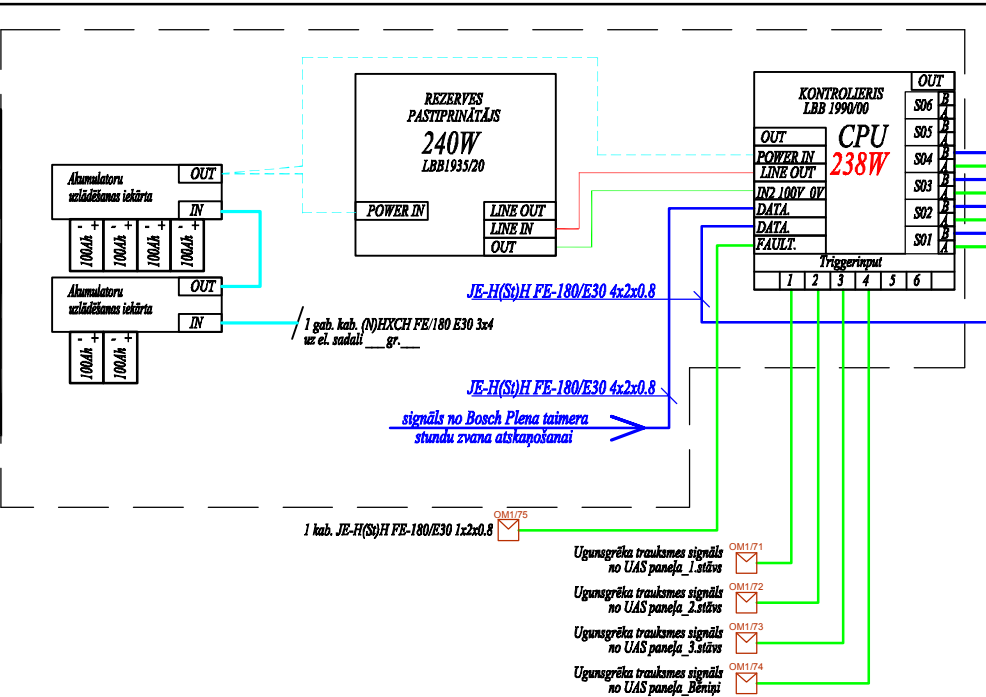 REZERVES
PASTIPRINĀTĀJS
240W
LBB1935/20
POWER IN
LINE OUT
LINE IN
OUT
KONTROLIERIS
LBB 1990/00
CPU
238W
OUT
POWER IN
LINE OUT
IN2 100V 0V
DATA.
DATA.
FAULT.
OUT
S06 B
A
S05 B
A
S04 B
A
S03 B
A
S02 B
A
S01 B
A
Triggerinput
1 2 3 4 5 6
Akumulatoru
uzlādēšanas iekārta
OUT
IN
- + - + - + - +
100Ah 100Ah 100Ah 100Ah
Akumulatoru
uzlādēšanas iekārta
OUT
IN
- + - +
100Ah 100Ah
1 gab. kab. (N)HXCH FE/180 E30 3x4
uz el. sadali ___ gr.___
JE-H(St)H FE-180/E30 4x2x0.8
JE-H(St)H FE-180/E30 4x2x0.8
signāls no Bosch Plena taimera
stundu zvana atskaņošanai
1 kab. JE-H(St)H FE-180/E30 1x2x0.8
OM1/75
Ugunsgrēka trauksmes signāls
no UAS paneļa_1.stāvs
OM1/71
Ugunsgrēka trauksmes signāls
no UAS paneļa_2.stāvs
OM1/72
Ugunsgrēka trauksmes signāls
no UAS paneļa_3.stāvs
OM1/73
Ugunsgrēka trauksmes signāls
no UAS paneļa_Bēniņi
OM1/74